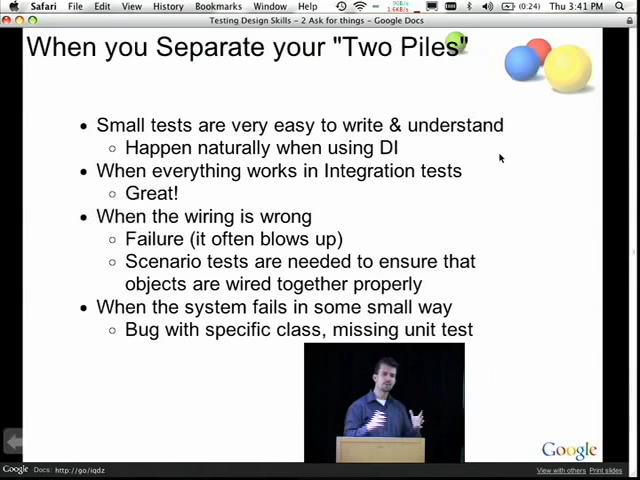 Safari File Edit View History Bookmarks Window Help (0:24) Thu 3:41 PM
Testing Design Skills - 2 Ask for things - Google Docs
When you Separate your "Two Piles"
• Small tests are very easy to write & understand
○ Happen naturally when using DI
• When everything works in Integration tests
○ Great!
• When the wiring is wrong
○ Failure (it often blows up)
○ Scenario tests are needed to ensure that
objects are wired together properly
• When the system fails in some small way
○ Bug with specific class, missing unit test
Google
Google Docs: http://go/iqdz View with others Print slides